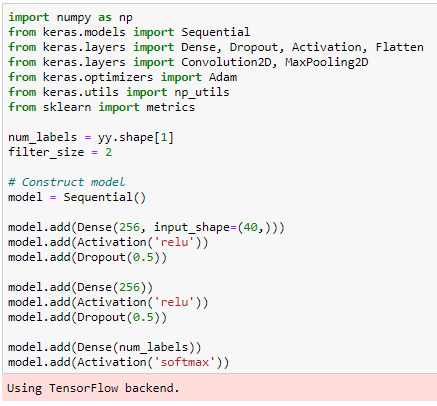 import numpy as np
from keras.models import Sequential
from keras.layers import Dense, Dropout, Activation, Flatten
from keras.layers import Convolution2D, MaxPooling2D
from keras.optimizers import Adam
from keras.utils import np_utils
from sklearn import metrics

num_labels = yy.shape[1]
filter_size = 2

# Construct model
model = Sequential()

model.add(Dense(256, input_shape=(40,)))
model.add(Activation('relu'))
model.add(Dropout(0.5))

model.add(Dense(256))
model.add(Activation('relu'))
model.add(Dropout(0.5))

model.add(Dense(num_labels))
model.add(Activation('softmax'))
Using TensorFlow backend.